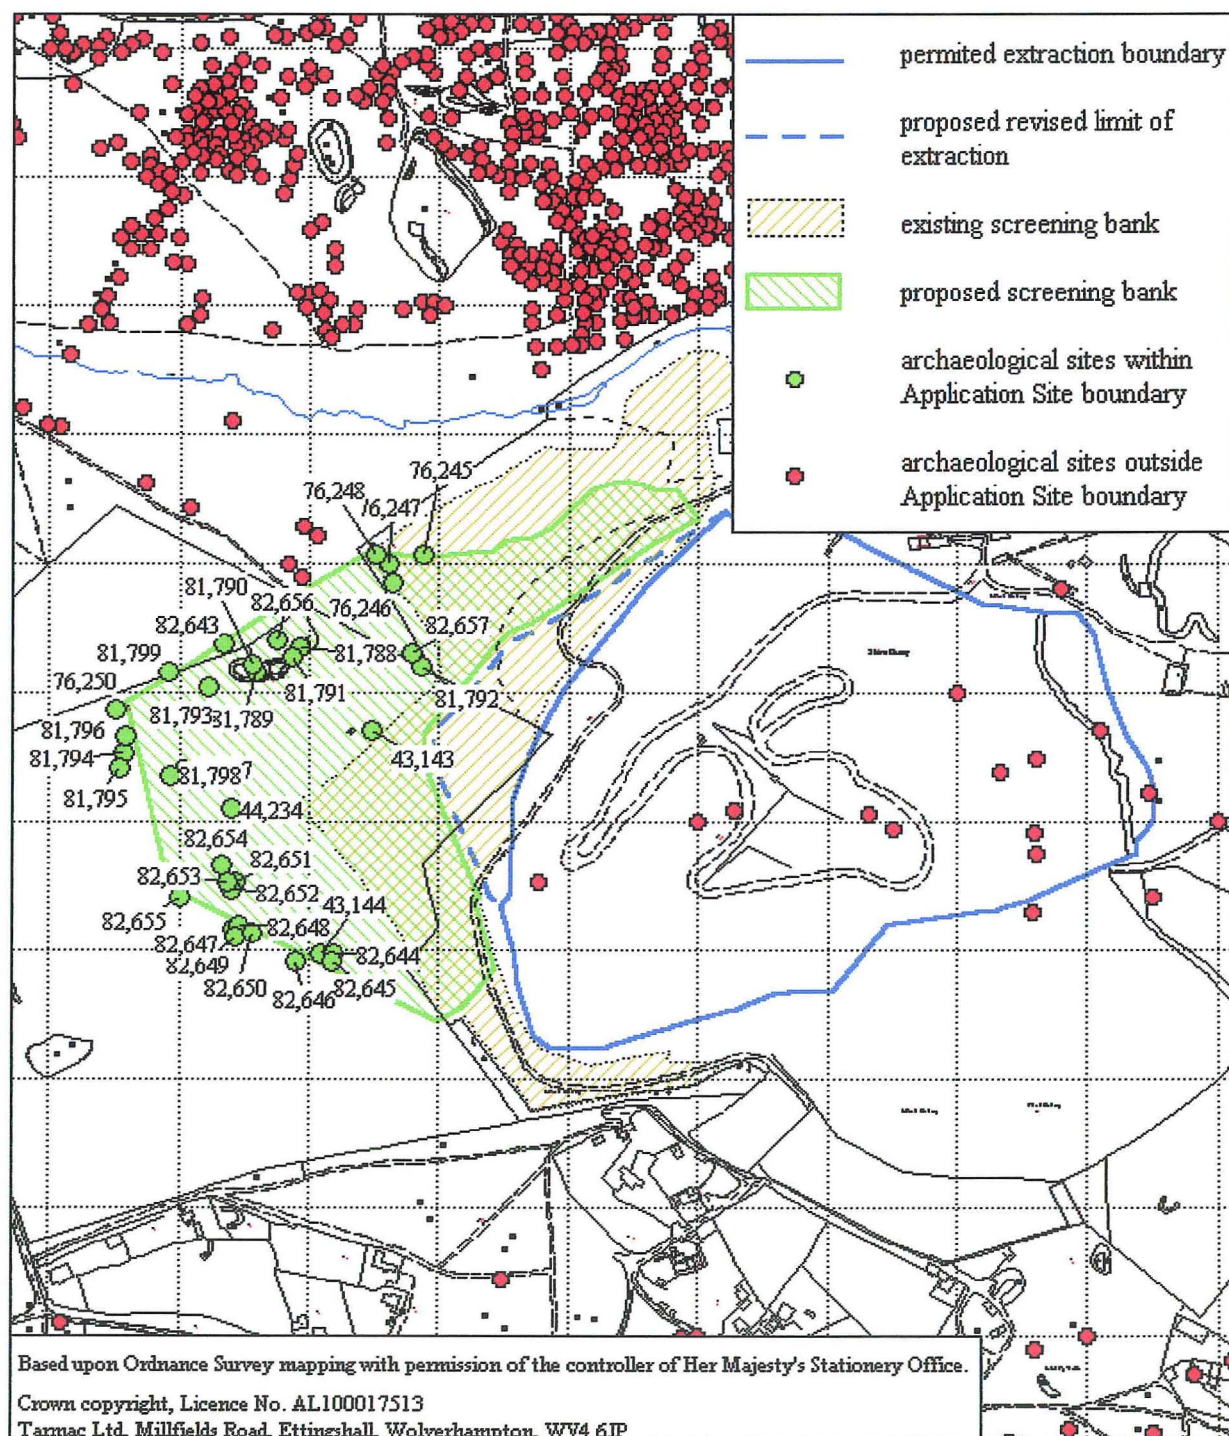 permited extraction boundary
proposed revised limit of
extraction
existing screening bank
proposed screening bank
archaeological sites within
Application Site boundary
archaeological sites outside
Application Site boundary
76,245
76,248
76,247
81,790
82,656
76,246
82,643
82,657
81,799
81,788
76,250
81,791
81,792
81,793
81,789
81,796
43,143
81,794
81,798
81,795
44,234
82,654
82,651
82,653
82,652
82,655
43,144
82,648
82,647
82,644
82,649
82,650
82,646
82,645
Based upon Ordnance Survey mapping with permission of the controller of Her Majesty's Stationery Office.
Crown copyright, Licence No. AL100017513
Tarmac Ltd, Millfields Road, Ettingshall, Wolverhampton, WV4 6JP